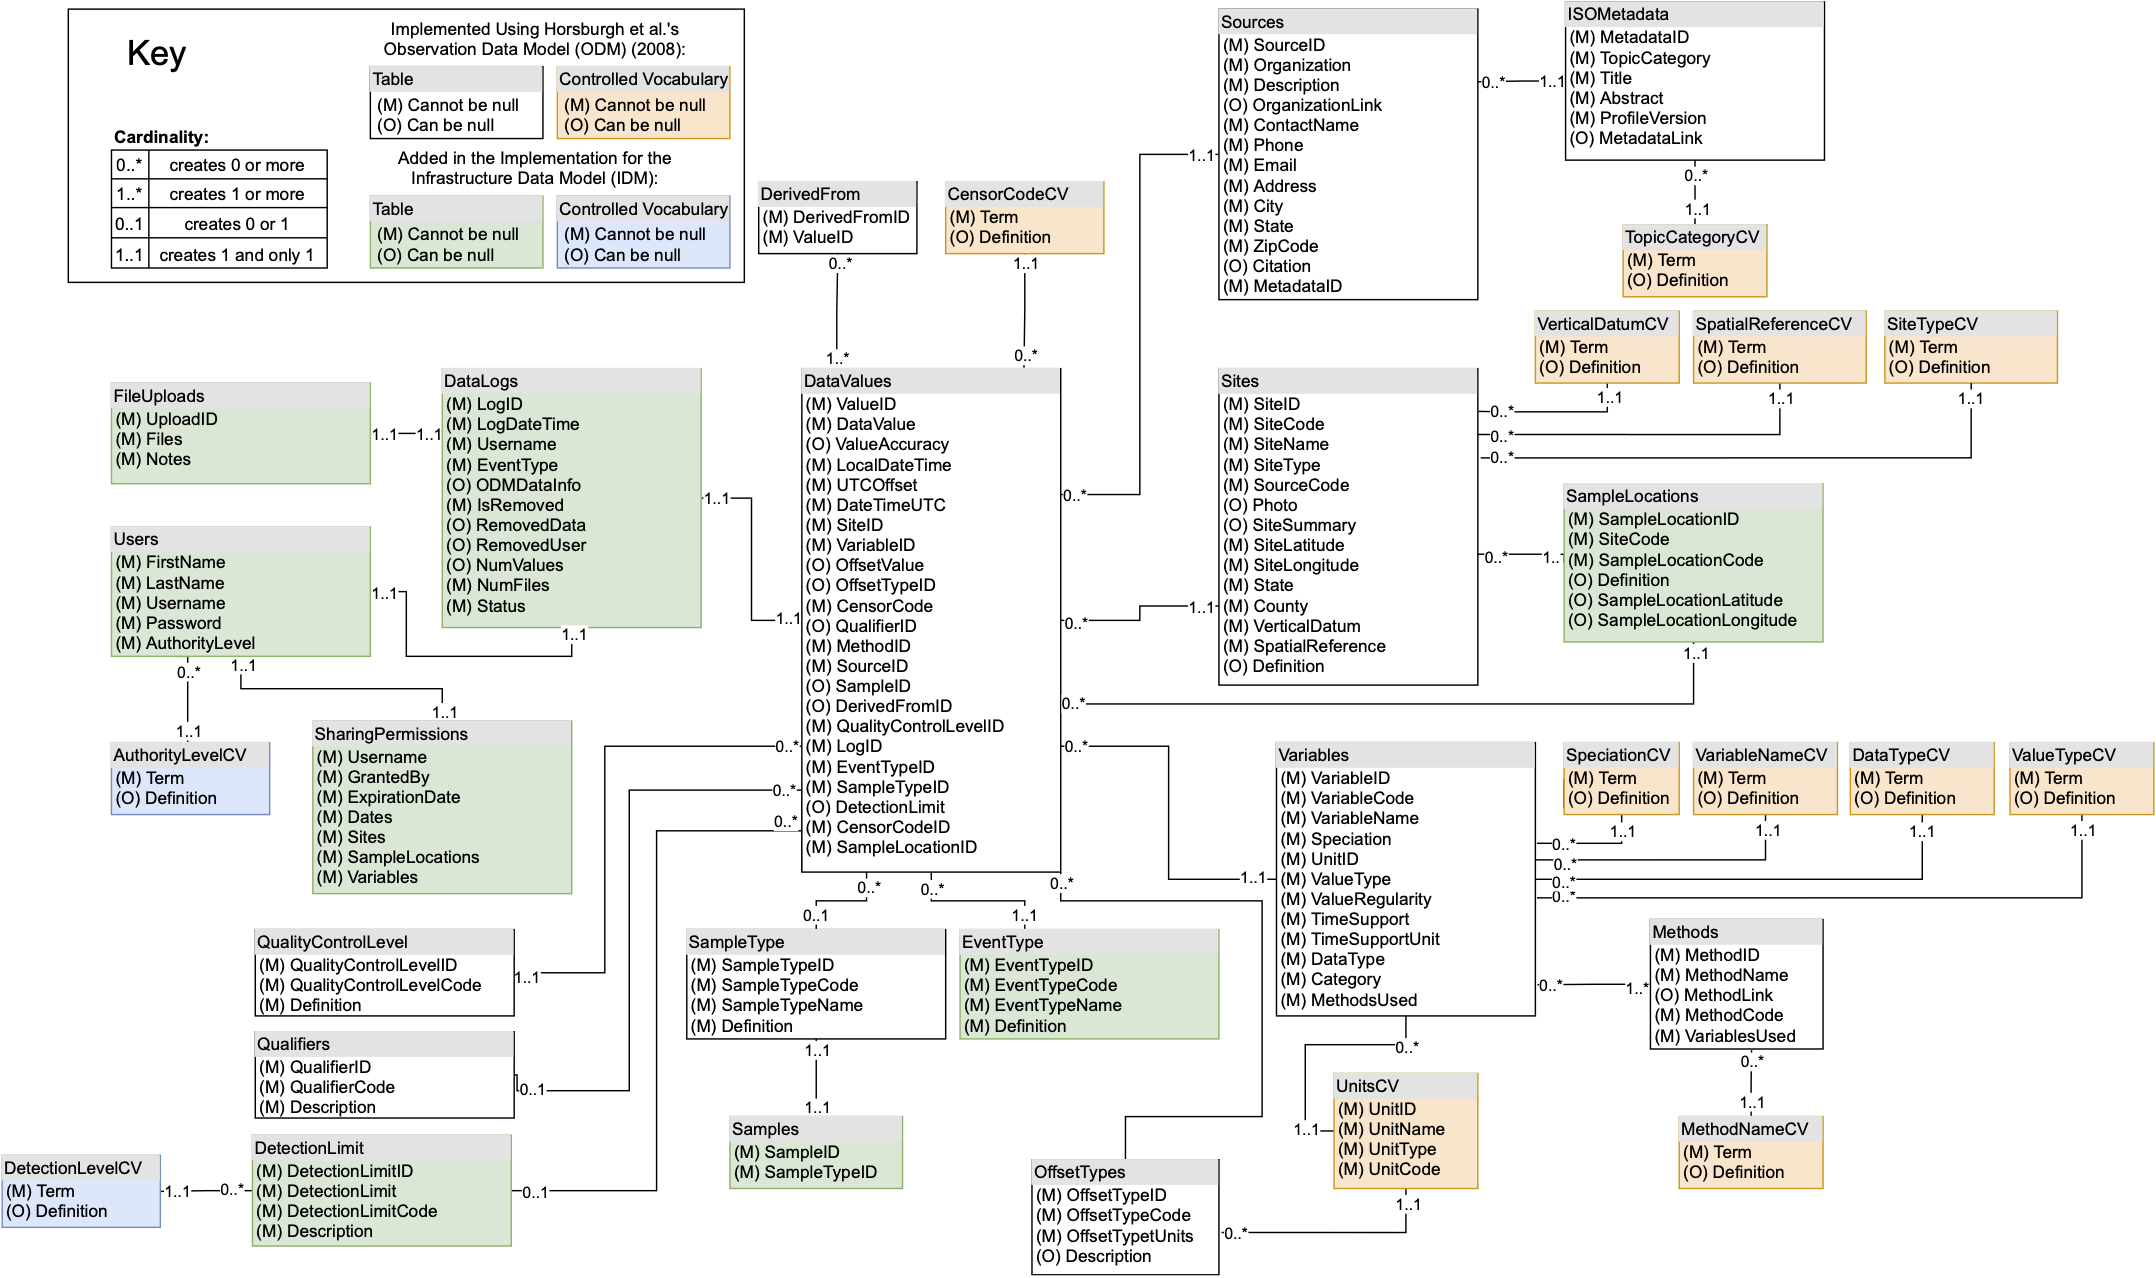 Key
Implemented Using Horsburgh et al.'s
Observation Data Model (ODM) (2008):
Table
(M) Cannot be null
(O) Can be null
Controlled Vocabulary
(M) Cannot be null
(O) Can be null
Added in the Implementation for the
Infrastructure Data Model (IDM):
Table
(M) Cannot be null
(O) Can be null
Controlled Vocabulary
(M) Cannot be null
(O) Can be null
Cardinality:
0..* creates 0 or more
1..* creates 1 or more
0..1 creates 0 or 1
1..1 creates 1 and only 1
DerivedFrom
(M) DerivedFromID
(M) ValueID
0..*
1..*
CensorCodeCV
(M) Term
(O) Definition
1..1
0..*
Sources
(M) SourceID
(M) Organization
(M) Description
(O) OrganizationLink
(M) ContactName
(M) Phone
(M) Email
(M) Address
(M) City
(M) State
(M) ZipCode
(O) Citation
(M) MetadataID
1..1
0..*
0..*
1..1
ISOMetadata
(M) MetadataID
(M) TopicCategory
(M) Title
(M) Abstract
(M) ProfileVersion
(O) MetadataLink
0..*
1..1
TopicCategoryCV
(M) Term
(O) Definition
VerticalDatumCV
(M) Term
(O) Definition
1..1
SpatialReferenceCV
(M) Term
(O) Definition
1..1
SiteTypeCV
(M) Term
(O) Definition
1..1
FileUploads
(M) UploadID
(M) Files
(M) Notes
1..1
1..1
DataLogs
(M) LogID
(M) LogDateTime
(M) Username
(M) EventType
(O) ODMDataInfo
(M) IsRemoved
(O) RemovedData
(O) RemovedUser
(O) NumValues
(M) NumFiles
(M) Status
1..1
1..1
1..1
DataValues
(M) ValueID
(M) DataValue
(O) ValueAccuracy
(M) LocalDateTime
(M) UTCOffset
(M) DateTimeUTC
(M) SiteID
(M) VariableID
(O) OffsetValue
(O) OffsetTypeID
(M) CensorCode
(O) QualifierID
(M) MethodID
(M) SourceID
(O) SampleID
(O) DerivedFromID
(M) QualityControlLevelID
(M) LogID
(M) EventTypeID
(M) SampleTypeID
(O) DetectionLimit
(M) CensorCodeID
(M) SampleLocationID
Sites
(M) SiteID
(M) SiteCode
(M) SiteName
(M) SiteType
(M) SourceCode
(O) Photo
(O) SiteSummary
(M) SiteLatitude
(M) SiteLongitude
(M) State
(M) County
(M) VerticalDatum
(M) SpatialReference
(O) Definition
0..*
0..*
0..*
0..*
1..
0..*
1..1
SampleLocations
(M) SampleLocationID
(M) SiteCode
(M) SampleLocationCode
(O) Definition
(O) SampleLocationLatitude
(O) SampleLocationLongitude
1..1
0..*
Users
(M) FirstName
(M) LastName
(M) Username
(M) Password
(M) AuthorityLevel
1..1
0..*
1..1
1..1
AuthorityLevelCV
(M) Term
(O) Definition
1..1
SharingPermissions
(M) Username
(M) GrantedBy
(M) ExpirationDate
(M) Dates
(M) Sites
(M) SampleLocations
(M) Variables
0..*
0..*
0..*
0..*
1..1
Variables
(M) VariableID
(M) VariableCode
(M) VariableName
(M) Speciation
(M) UnitID
(M) ValueType
(M) ValueRegularity
(M) TimeSupport
(M) TimeSupportUnit
(M) DataType
(M) Category
(M) MethodsUsed
SpeciationCV
(M) Term
(O) Definition
1..1
VariableNameCV
(M) Term
(O) Definition
1..1
DataTypeCV
(M) Term
(O) Definition
1..1
ValueTypeCV
(M) Term
(O) Definition
1..1
0..*
0..*
0..*
0..*
0..*
1..*
Methods
(M) MethodID
(M) MethodName
(O) MethodLink
(M) MethodCode
(M) VariablesUsed
0..*
1..1
MethodNameCV
(M) Term
(O) Definition
QualityControlLevel
(M) QualityControlLevelID
(M) QualityControlLevelCode
(M) Definition
1..1
Qualifiers
(M) QualifierID
(M) QualifierCode
(M) Description
0..1
DetectionLevelCV
(M) Term
(O) Definition
1..1
0..*
DetectionLimit
(M) DetectionLimitID
(M) DetectionLimit
(M) DetectionLimitCode
(M) Description
0..1
0..*
0..1
SampleType
(M) SampleTypeID
(M) SampleTypeCode
(M) SampleTypeName
(M) Definition
1..1
1..1
Samples
(M) SampleID
(M) SampleTypeID
0..*
1..1
EventType
(M) EventTypeID
(M) EventTypeCode
(M) EventTypeName
(M) Definition
0..*
0..*
1..1
UnitsCV
(M) UnitID
(M) UnitName
(M) UnitType
(M) UnitCode
1..1
0..*
OffsetTypes
(M) OffsetTypeID
(M) OffsetTypeCode
(M) OffsetTypetUnits
(O) Description